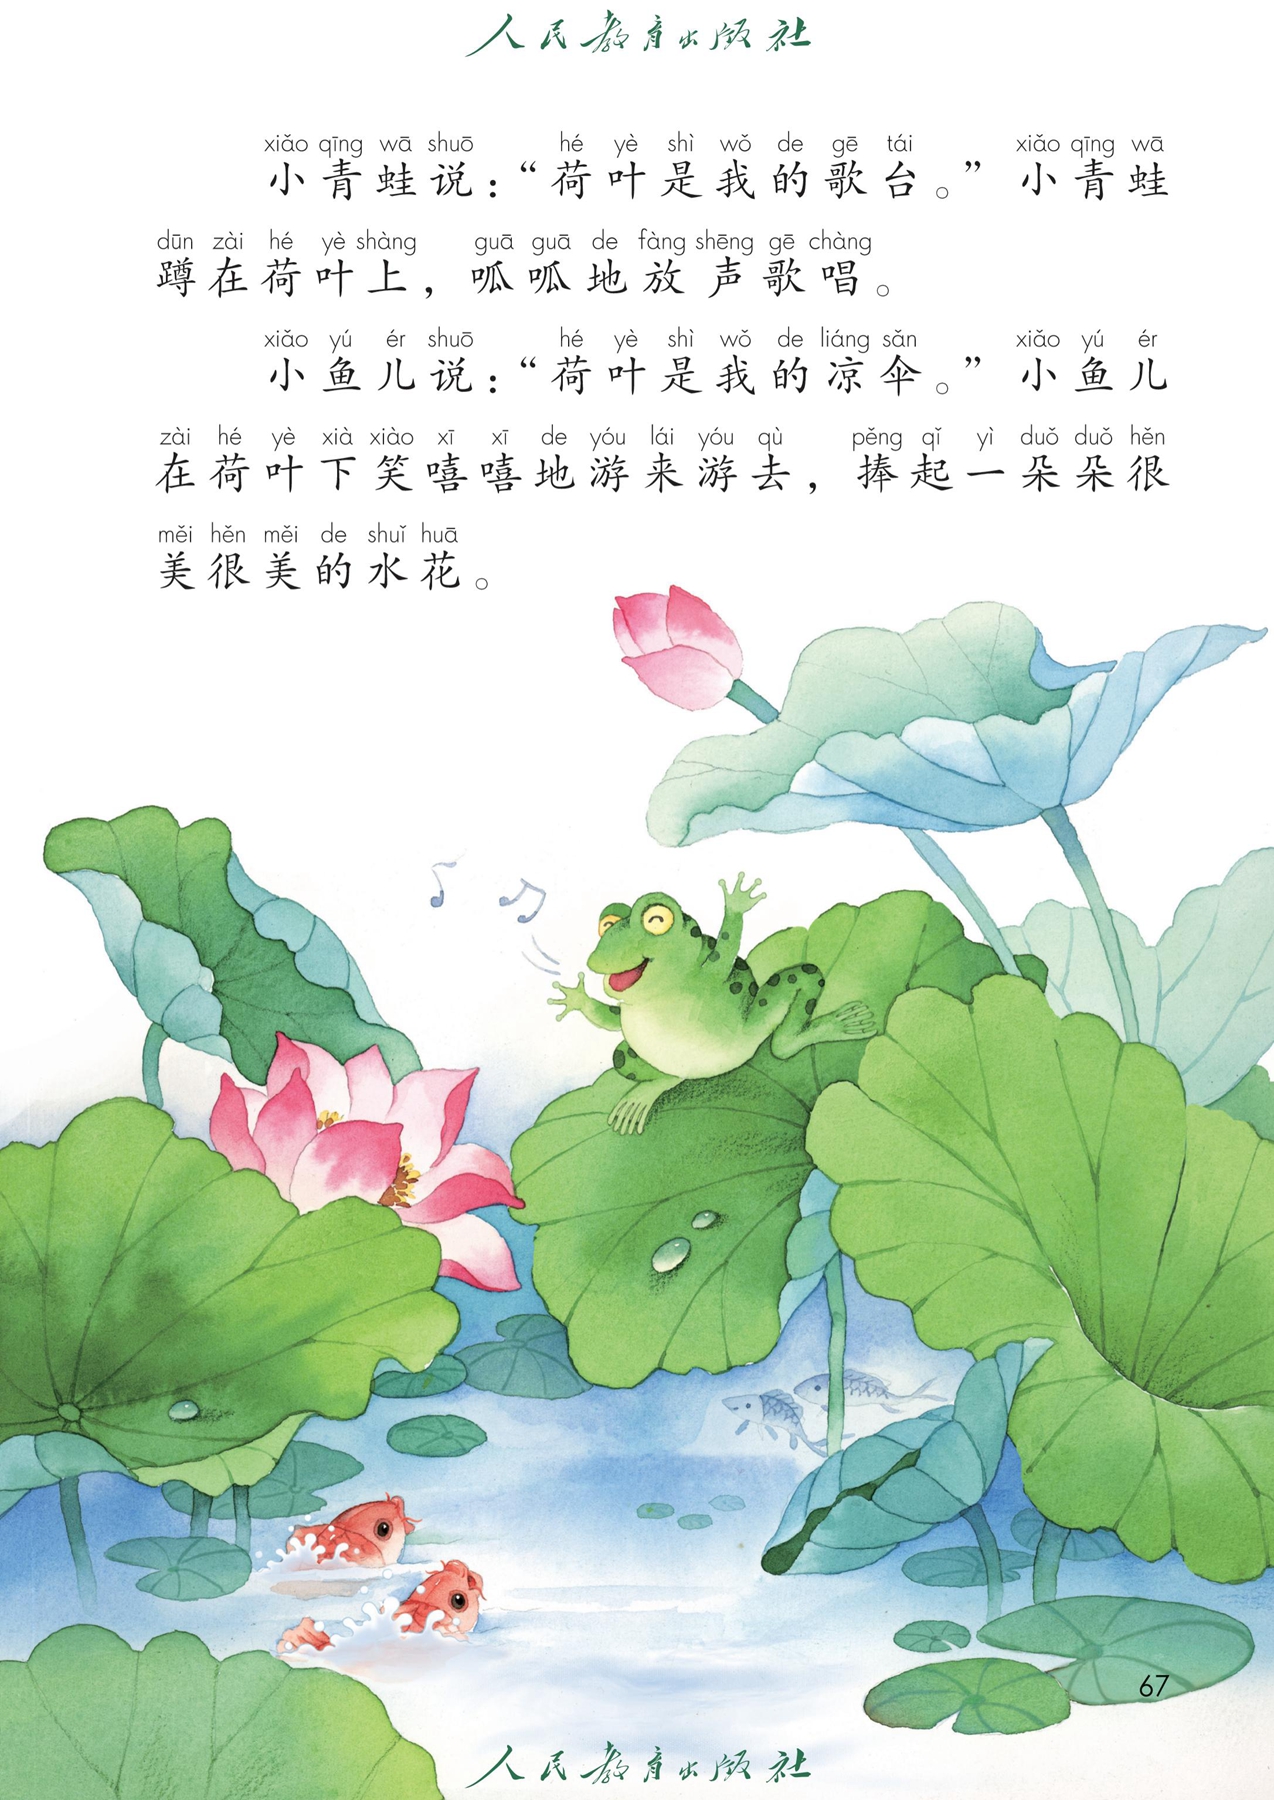 人民教育出版社
xiǎo qīng wā shuō hé yè shì wǒ de gē tái xiǎo qīng wā
小青蛙说：“荷叶是我的歌台。”小青蛙
dūn zài hé yè shàng guā guā de fàng shēng gē chàng
蹲在荷叶上，呱呱地放声歌唱。
xiǎo yú ér shuō hé yè shì wǒ de liáng sǎn xiǎo yú ér
小鱼儿说：“荷叶是我的凉伞。”小鱼儿
zài hé yè xià xiào xī xī de yóu lái yóu qù pěng qǐ yì duǒ duǒ hěn
在荷叶下笑嘻嘻地游来游去，捧起一朵朵很
měi hěn měi de shuǐ huā
美很美的水花。
67
人民教育出版社